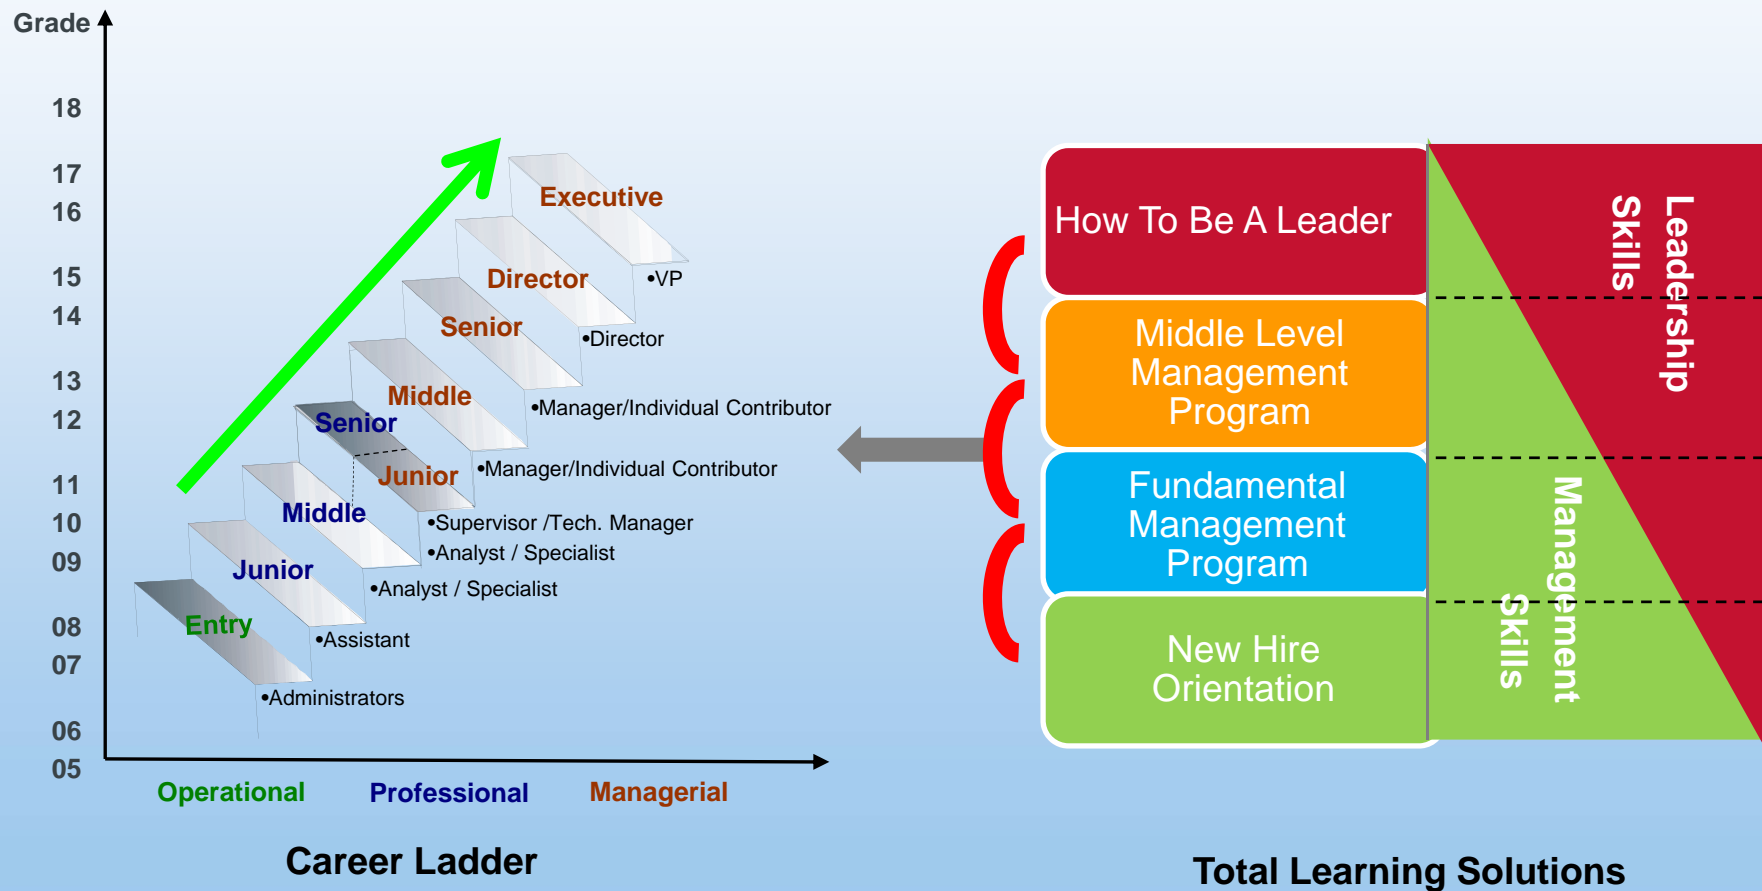 Grade
18
17
16
15
14
13
12
11
10
09
08
07
06
05
Executive
•VP
Director
•Director
Senior
•Manager/Individual Contributor
Middle
•Manager/Individual Contributor
Senior
Junior
•Supervisor /Tech. Manager
•Analyst / Specialist
Middle
•Analyst / Specialist
Junior
•Assistant
Entry
•Administrators
Operational
Professional
Managerial
Career Ladder
How To Be A Leader
Middle Level
Management
Program
Fundamental
Management
Program
New Hire
Orientation
Leadership
Skills
Management
Skills
Total Learning Solutions